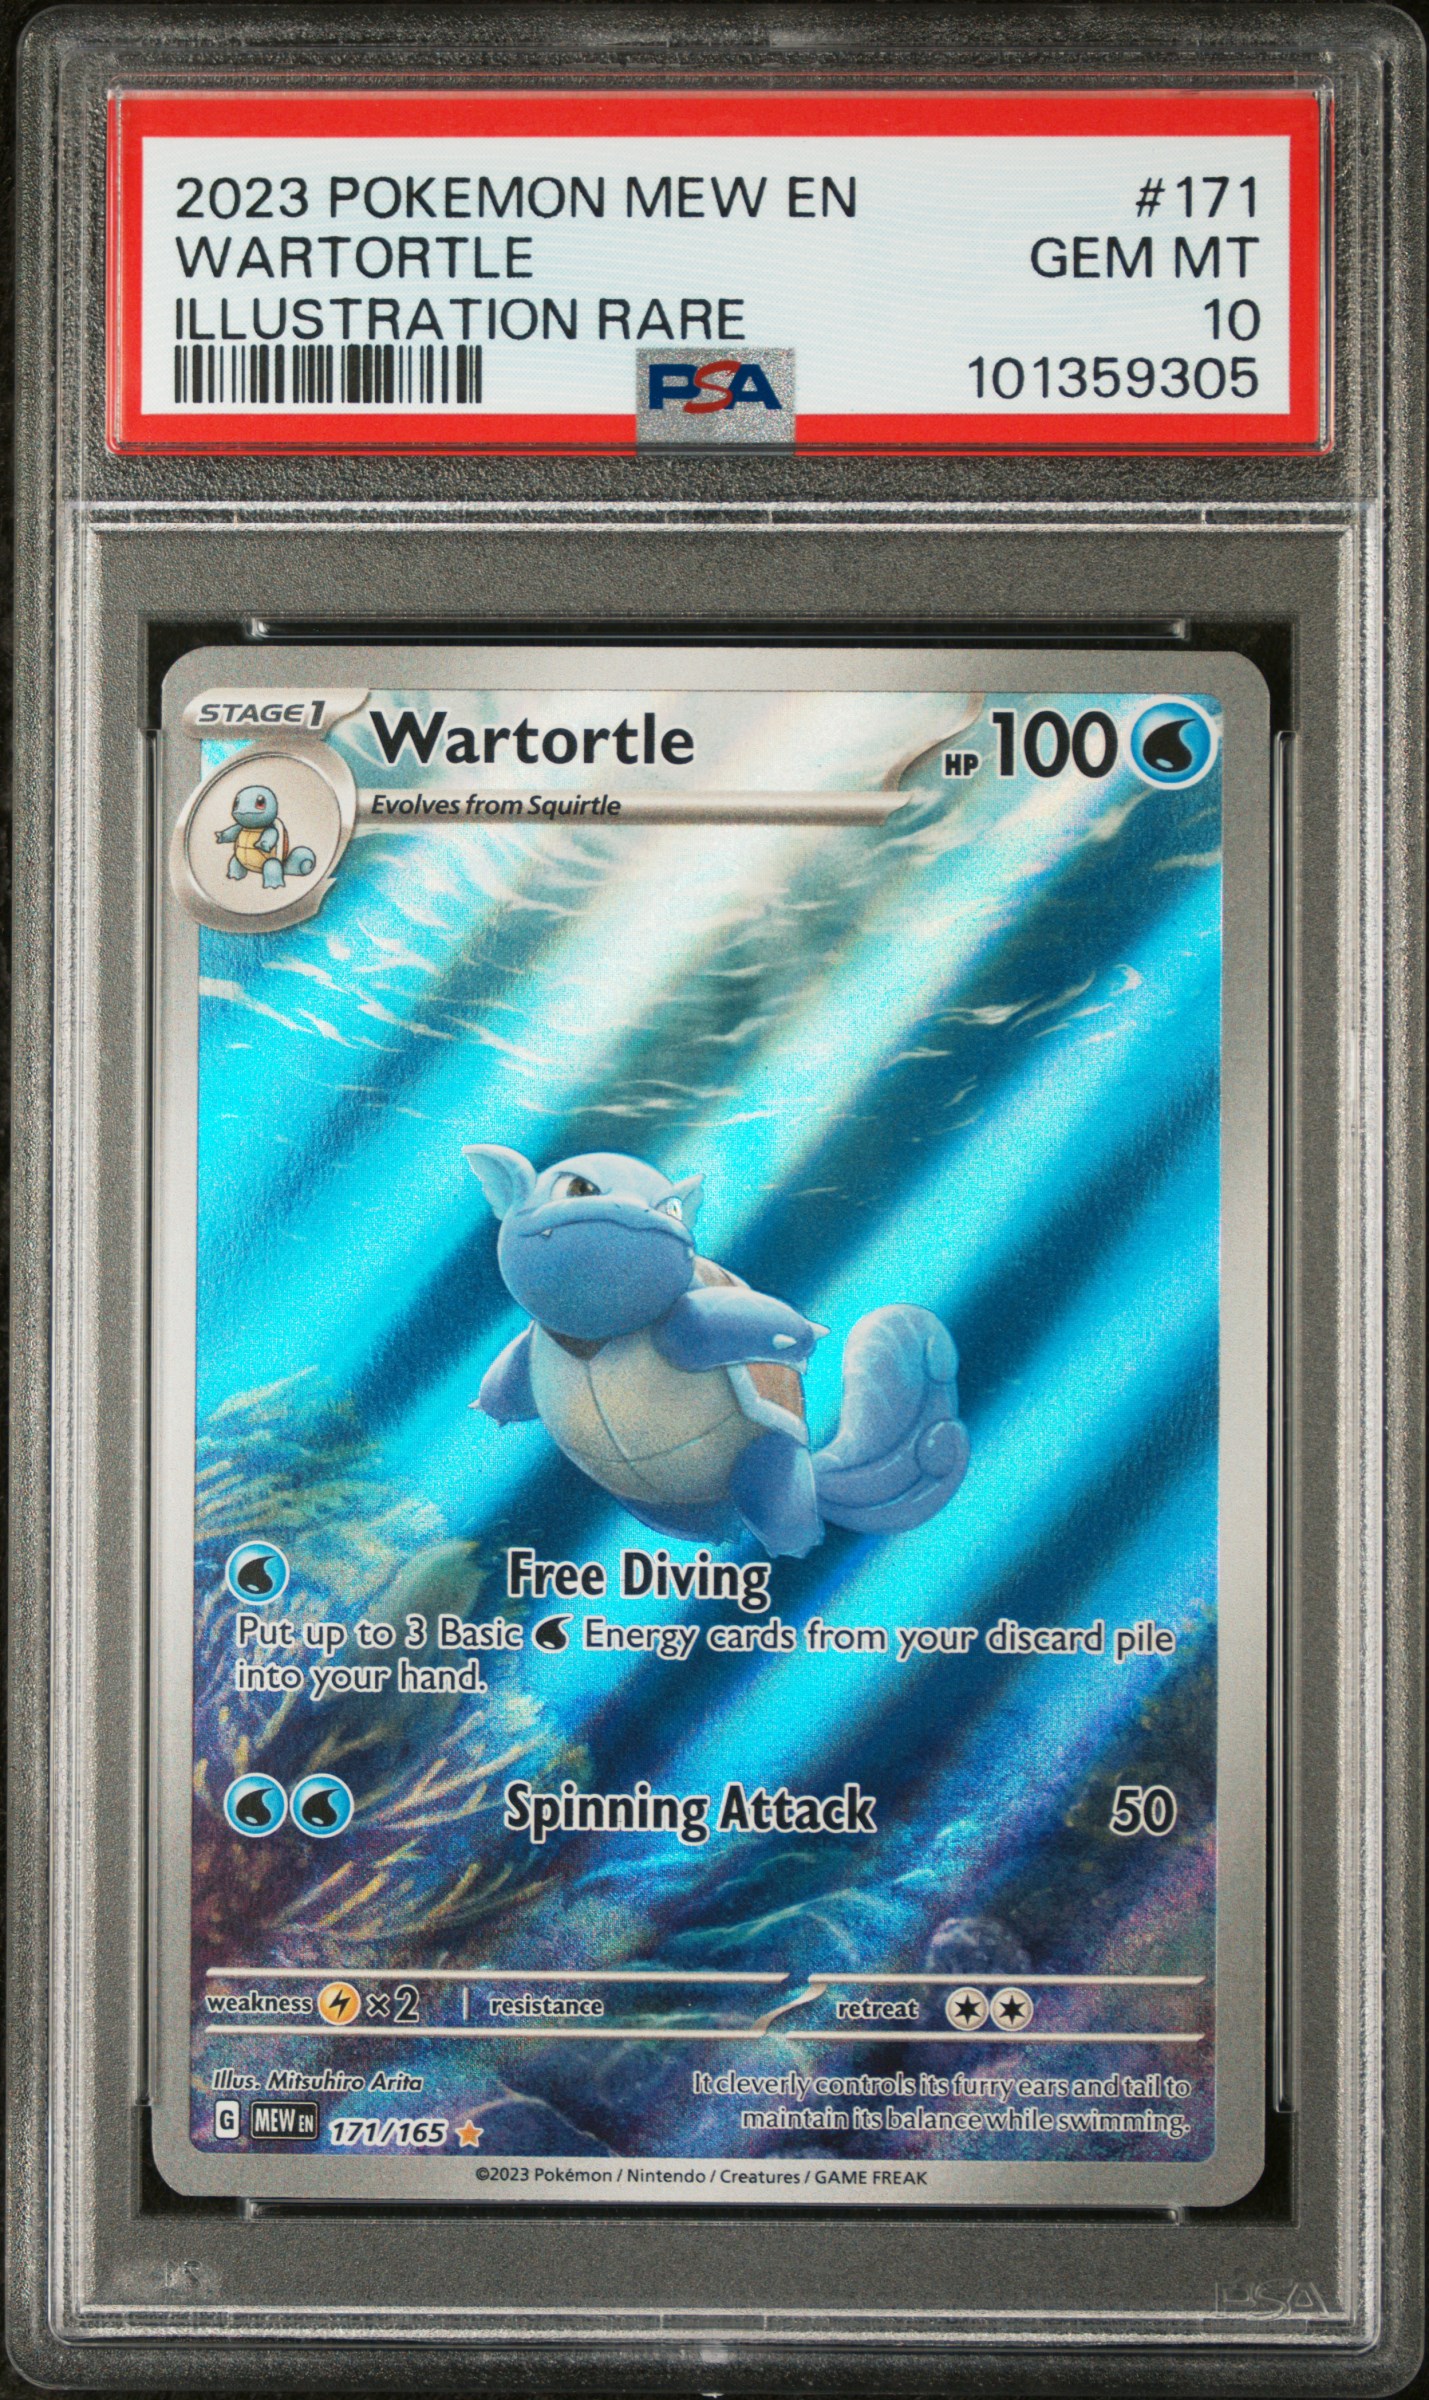 2023 POKEMON MEW EN #171
WARTORTLE GEM MT
ILLUSTRATION RARE 10
PSA 101359305
STAGE 1
Wartortle HP 100
Evolves from Squirtle
Free Diving
Put up to 3 Basic Energy cards from your discard pile
into your hand.
Spinning Attack 50
weakness ×2 resistance retreat
Illus. Mitsuhiro Arita
It cleverly controls its furry ears and tail to
maintain its balance while swimming.
G MEW EN 171/165
©2023 Pokémon / Nintendo / Creatures / GAME FREAK
PSA